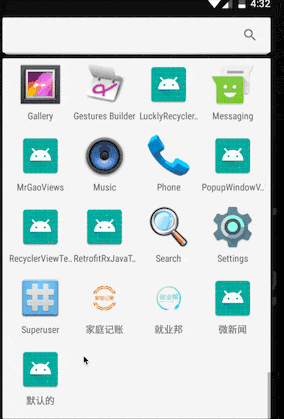 4:32
Gallery
Gestures Builder
LucklyRecycler..
Messaging
MrGaoViews
Music
Phone
PopupWindowV..
RecyclerViewTe..
RetrofitRxJavaT..
Search
Settings
Superuser
家庭记账
就业邦
微新闻
默认的